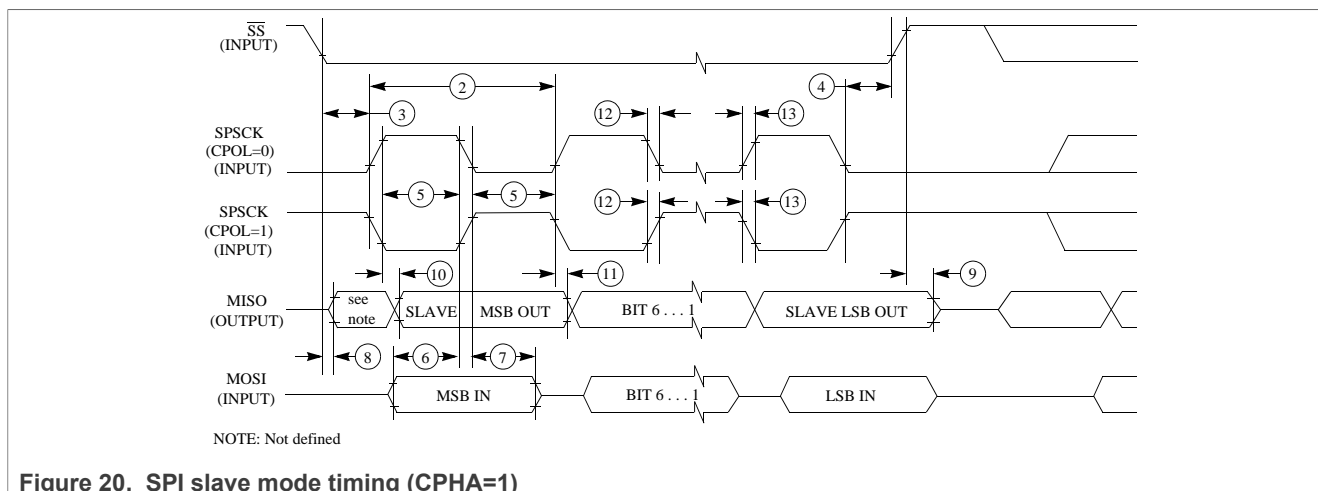 SS
(INPUT)
2
4
3
12
13
SPSCK
(CPOL=0)
(INPUT)
5
5
12
13
SPSCK
(CPOL=1)
(INPUT)
10
11
9
MISO
(OUTPUT)
see
note
SLAVE
MSB OUT
BIT 6 . . . 1
SLAVE LSB OUT
8
6
7
MOSI
(INPUT)
MSB IN
BIT 6 . . . 1
LSB IN
NOTE: Not defined
Figure 20. SPI slave mode timing (CPHA=1)